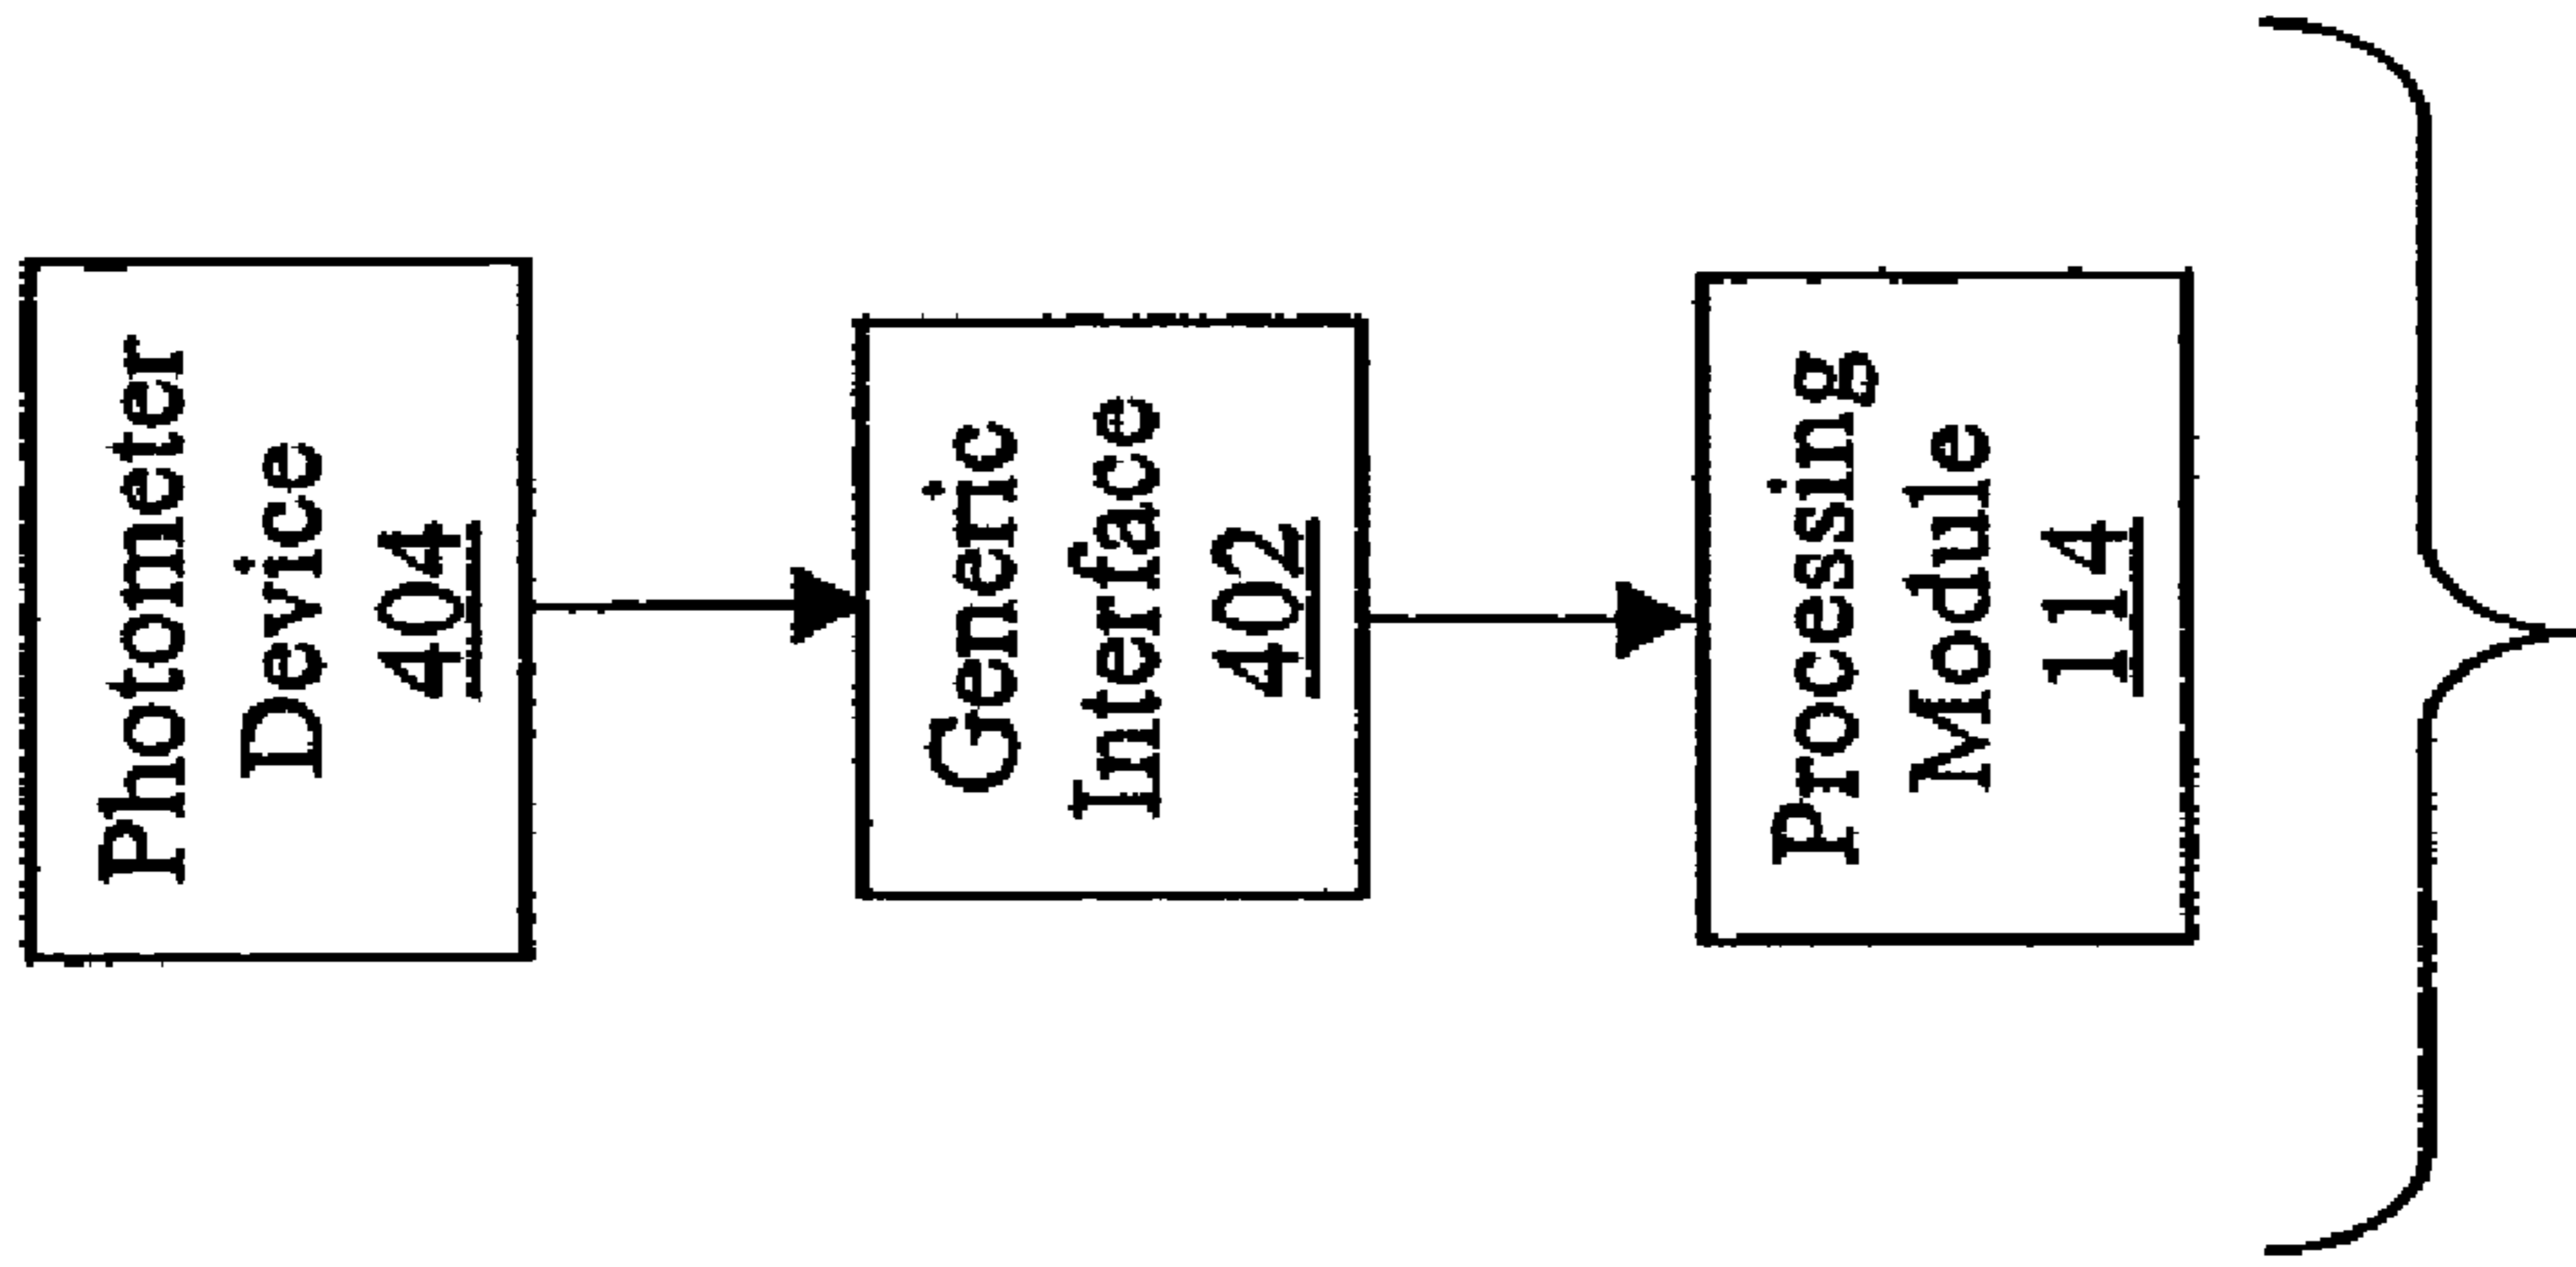 Photometer
Device
404
Generic
Interface
402
Processing
Module
114